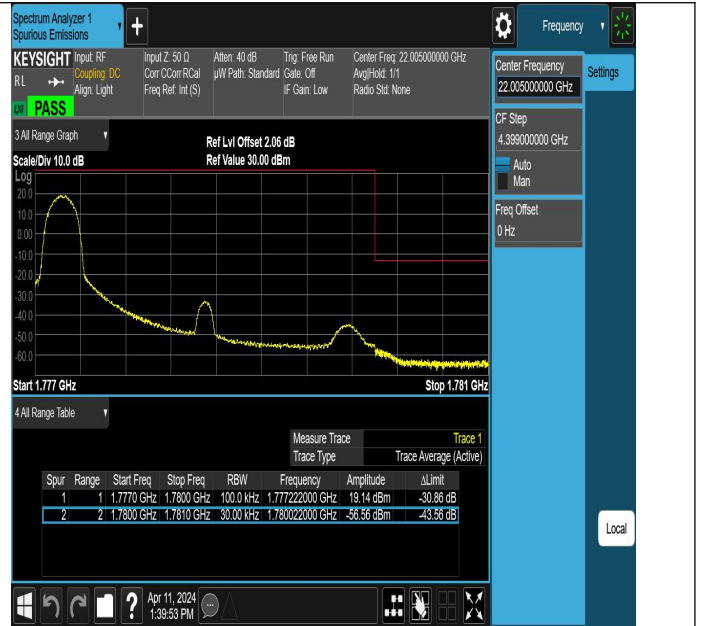 Spectrum Analyzer 1
Spurious Emissions
Frequency
KEYSIGHT
RL
LXI PASS
Input: RF
Coupling: DC
Align: Light
Input Z: 50 Ω
Corr CCorr RCal
Freq Ref: Int (S)
Atten: 40 dB
µW Path: Standard
Trig: Free Run
Gate: Off
IF Gain: Low
Center Freq: 22.005000000 GHz
Avg|Hold: 1/1
Radio Std: None
Center Frequency
22.005000000 GHz
Settings
CF Step
4.399000000 GHz
Auto
Man
Freq Offset
0 Hz
3 All Range Graph
Scale/Div 10.0 dB
Ref Lvl Offset 2.06 dB
Ref Value 30.00 dBm
Log
20.0
10.0
0.00
-10.0
-20.0
-30.0
-40.0
-50.0
-60.0
Start 1.777 GHz Stop 1.781 GHz
4 All Range Table
Measure Trace Trace 1
Trace Type Trace Average (Active)
Spur Range Start Freq Stop Freq RBW Frequency Amplitude ΔLimit
1 1 1.7770 GHz 1.7800 GHz 100.0 kHz 1.777222000 GHz 19.14 dBm -30.86 dB
2 2 1.7800 GHz 1.7810 GHz 30.00 kHz 1.780022000 GHz -56.56 dBm -43.56 dB
Local
?
Apr 11, 2024
1:39:53 PM